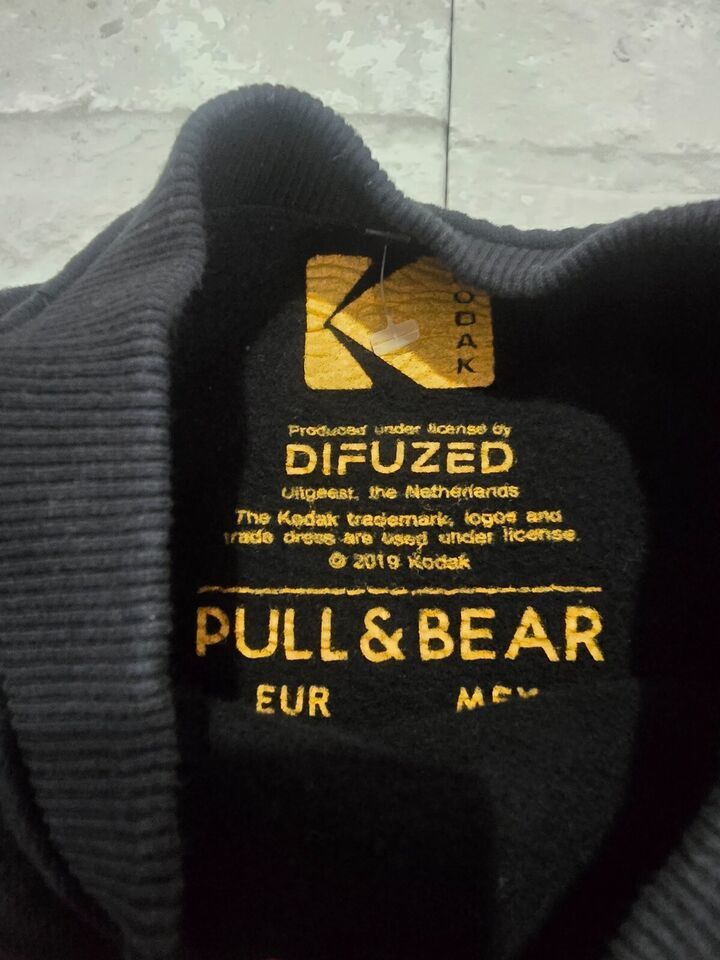 KODAK
Produced under license by
DIFUZED
Uitgeest, the Netherlands
The Kodak trademark, logos and
trade dress are used under license.
© 2019 Kodak
PULL & BEAR
EUR MEX